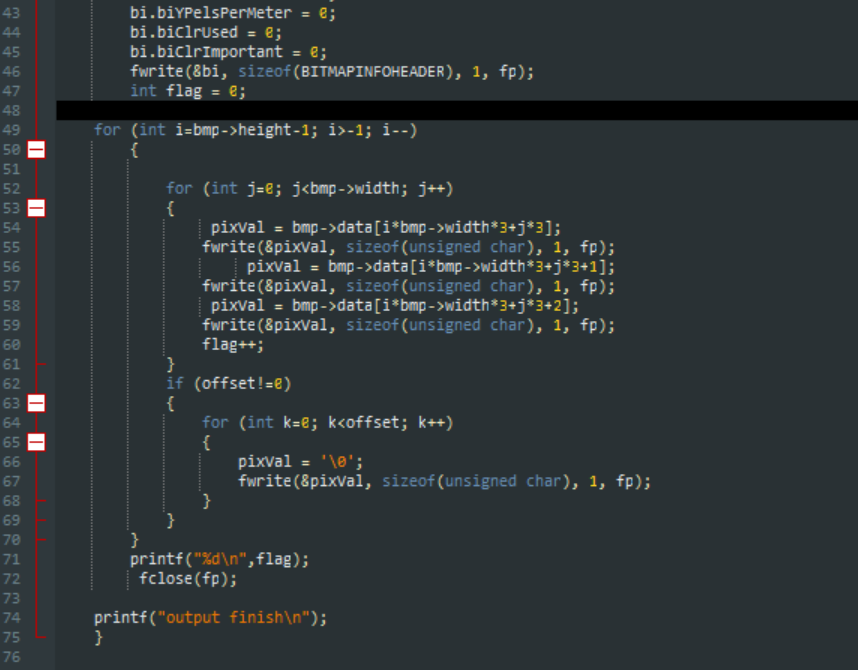 43 bi.biYPelsPerMeter = 0;
44 bi.biClrUsed = 0;
45 bi.biClrImportant = 0;
46 fwrite(&bi, sizeof(BITMAPINFOHEADER), 1, fp);
47 int flag = 0;
48
49 for (int i=bmp->height-1; i>-1; i--)
50 {
51
52 for (int j=0; j<bmp->width; j++)
53 {
54 pixVal = bmp->data[i*bmp->width*3+j*3];
55 fwrite(&pixVal, sizeof(unsigned char), 1, fp);
56 pixVal = bmp->data[i*bmp->width*3+j*3+1];
57 fwrite(&pixVal, sizeof(unsigned char), 1, fp);
58 pixVal = bmp->data[i*bmp->width*3+j*3+2];
59 fwrite(&pixVal, sizeof(unsigned char), 1, fp);
60 flag++;
61 }
62 if (offset!=0)
63 {
64 for (int k=0; k<offset; k++)
65 {
66 pixVal = '\0';
67 fwrite(&pixVal, sizeof(unsigned char), 1, fp);
68 }
69 }
70 }
71 printf("%d\n",flag);
72 fclose(fp);
73
74 printf("output finish\n");
75 }
76